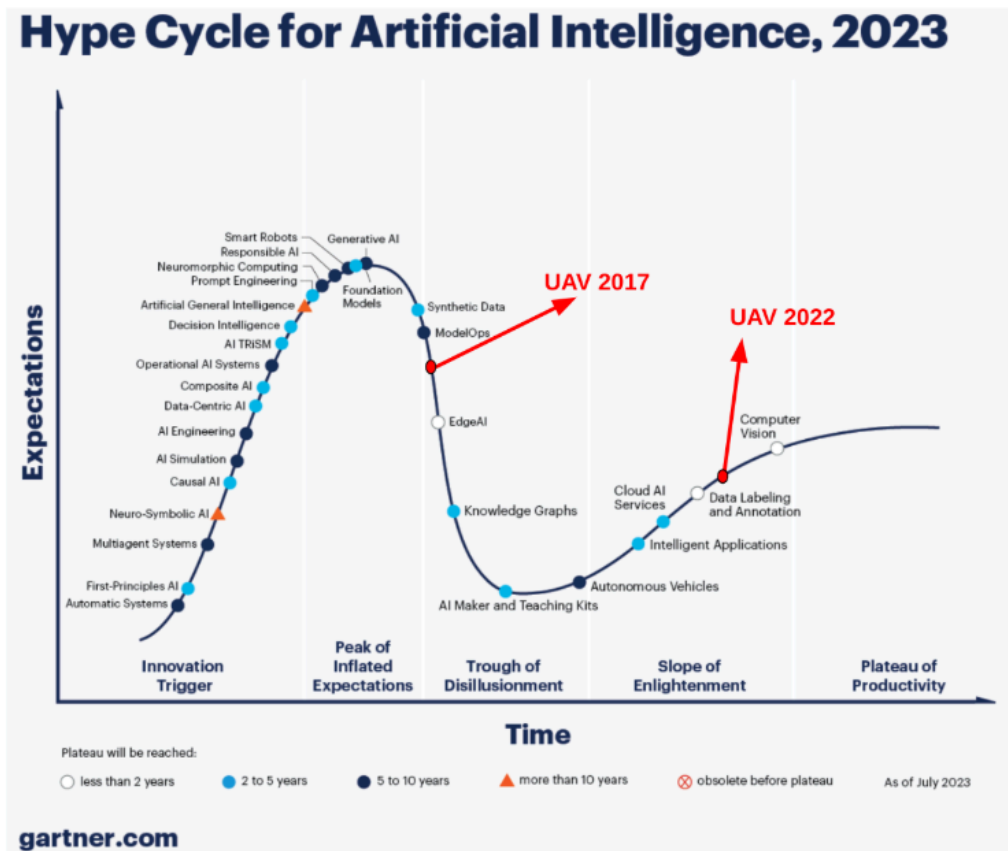 Hype Cycle for Artificial Intelligence, 2023
Expectations
Smart Robots
Responsible AI
Neuromorphic Computing
Prompt Engineering
Artificial General Intelligence
Decision Intelligence
AI TRiSM
Operational AI Systems
Composite AI
Data-Centric AI
AI Engineering
AI Simulation
Causal AI
Neuro-Symbolic AI
Multiagent Systems
First-Principles AI
Automatic Systems
Generative AI
Foundation
Models
Synthetic Data
ModelOps
UAV 2017
EdgeAI
Knowledge Graphs
AI Maker and Teaching Kits
Autonomous Vehicles
Intelligent Applications
Cloud AI
Services
Data Labeling
and Annotation
UAV 2022
Computer
Vision
Innovation
Trigger
Peak of
Inflated
Expectations
Trough of
Disillusionment
Slope of
Enlightenment
Plateau of
Productivity
Time
Plateau will be reached:
less than 2 years
2 to 5 years
5 to 10 years
more than 10 years
obsolete before plateau
As of July 2023
gartner.com